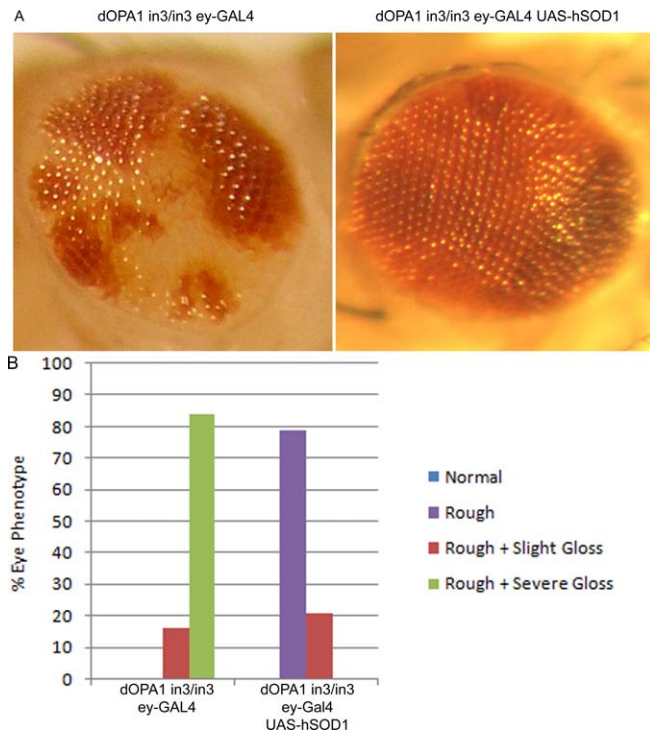 A
dOPA1 in3/in3 ey-GAL4
dOPA1 in3/in3 ey-GAL4 UAS-hSOD1
B
100
90
80
70
60
50
40
30
20
10
0
% Eye Phenotype
dOPA1 in3/in3
ey-GAL4
dOPA1 in3/in3
ey-Gal4
UAS-hSOD1
Normal
Rough
Rough + Slight Gloss
Rough + Severe Gloss